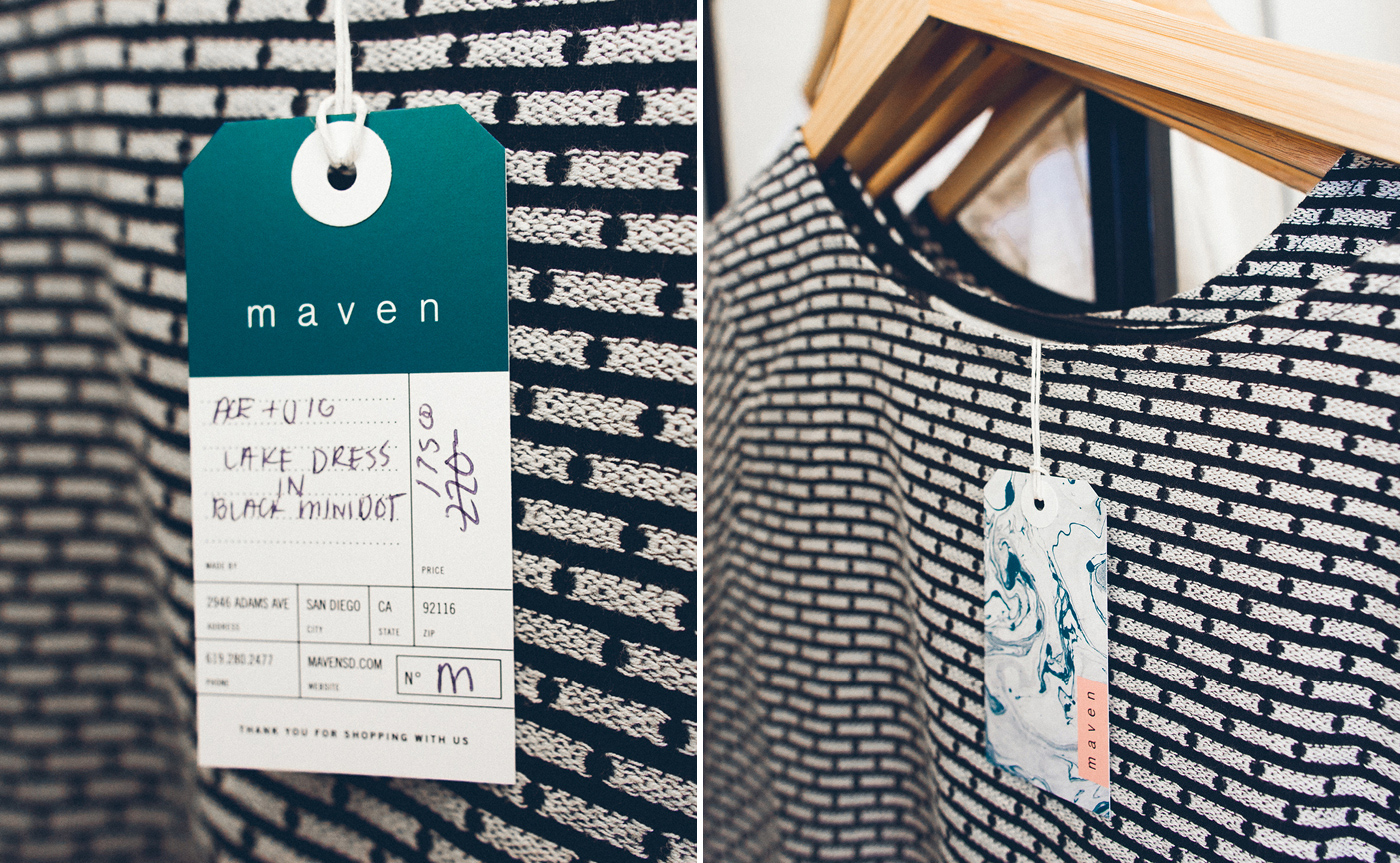 maven
ACE + JIG
LAKE DRESS
IN
BLACK MINIDOT
175 00
220
MADE BY
PRICE
2946 ADAMS AVE
SAN DIEGO
CA
92116
ADDRESS
CITY
STATE
ZIP
619.280.2477
MAVENSD.COM
PHONE
WEBSITE
Nº M
THANK YOU FOR SHOPPING WITH US
maven